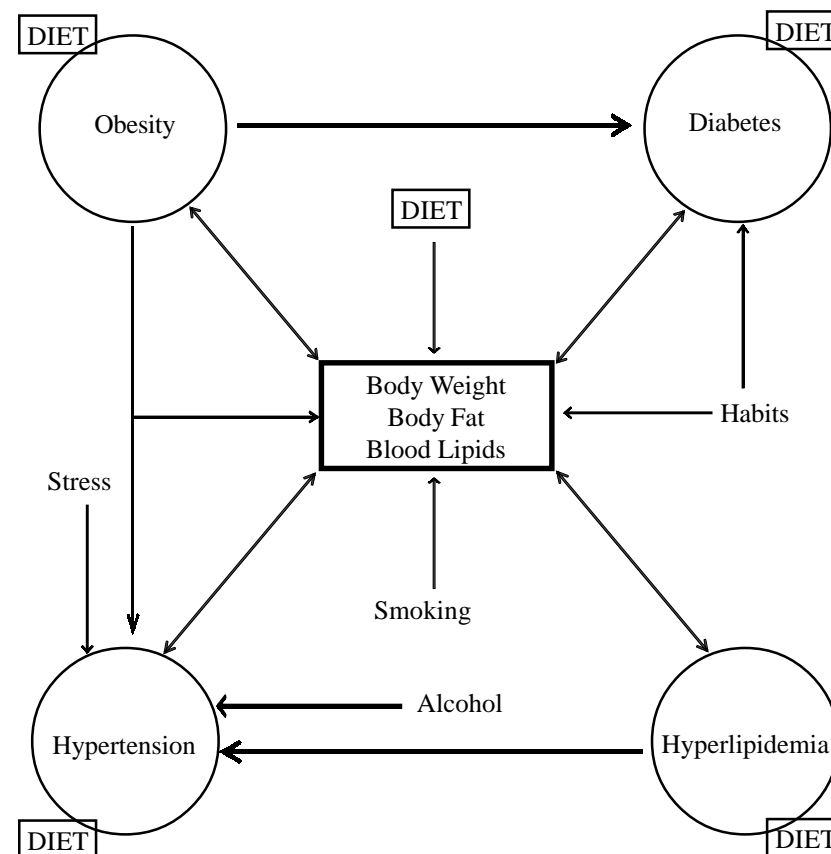 DIET
DIET
Obesity
Diabetes
DIET
Body Weight
Body Fat
Blood Lipids
Habits
Stress
Smoking
Alcohol
Hypertension
Hyperlipidemia
DIET
DIET